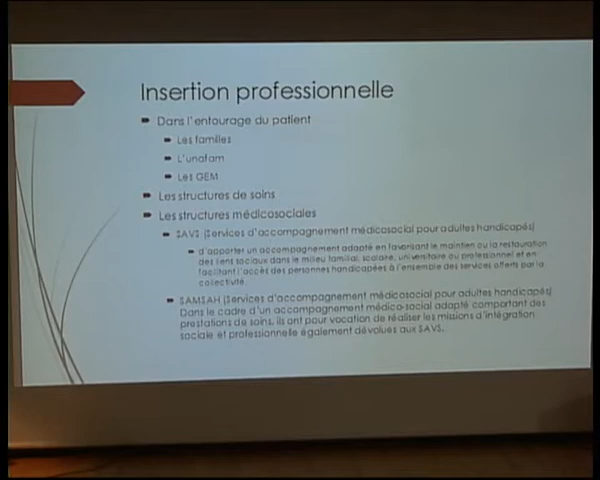 Insertion professionnelle
Dans l'entourage du patient
Les familles
L'unafam
Les GEM
Les structures de soins
Les structures médicosociales
SAVS (Services d'accompagnement médicosocial pour adultes handicapés)
d'apporter un accompagnement adapté en favorisant le maintien ou la restauration
des liens sociaux dans le milieu familial, scolaire, universitaire ou professionnel et en
facilitant l'accès des personnes handicapées à l'ensemble des services offerts par la
collectivité.
SAMSAH (Services d'accompagnement médicosocial pour adultes handicapés)
Dans le cadre d'un accompagnement médico-social adapté comportant des
prestations de soins, ils ont pour vocation de réaliser les missions d'intégration
sociale et professionnelle également dévolues aux SAVS.